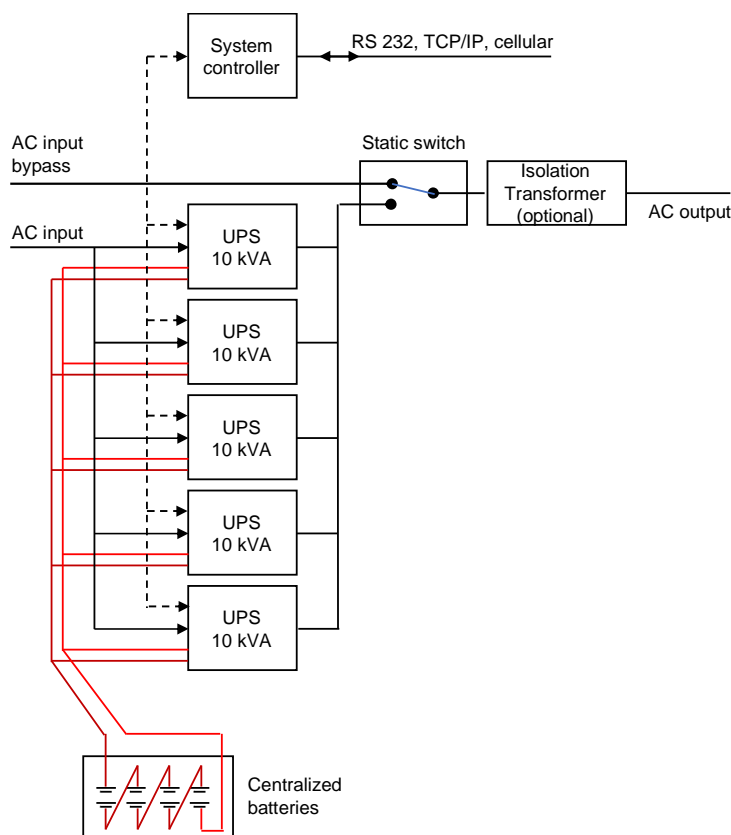 System
controller
RS 232, TCP/IP, cellular
AC input
bypass
Static switch
Isolation
Transformer
(optional)
AC output
AC input
UPS
10 kVA
UPS
10 kVA
UPS
10 kVA
UPS
10 kVA
UPS
10 kVA
Centralized
batteries